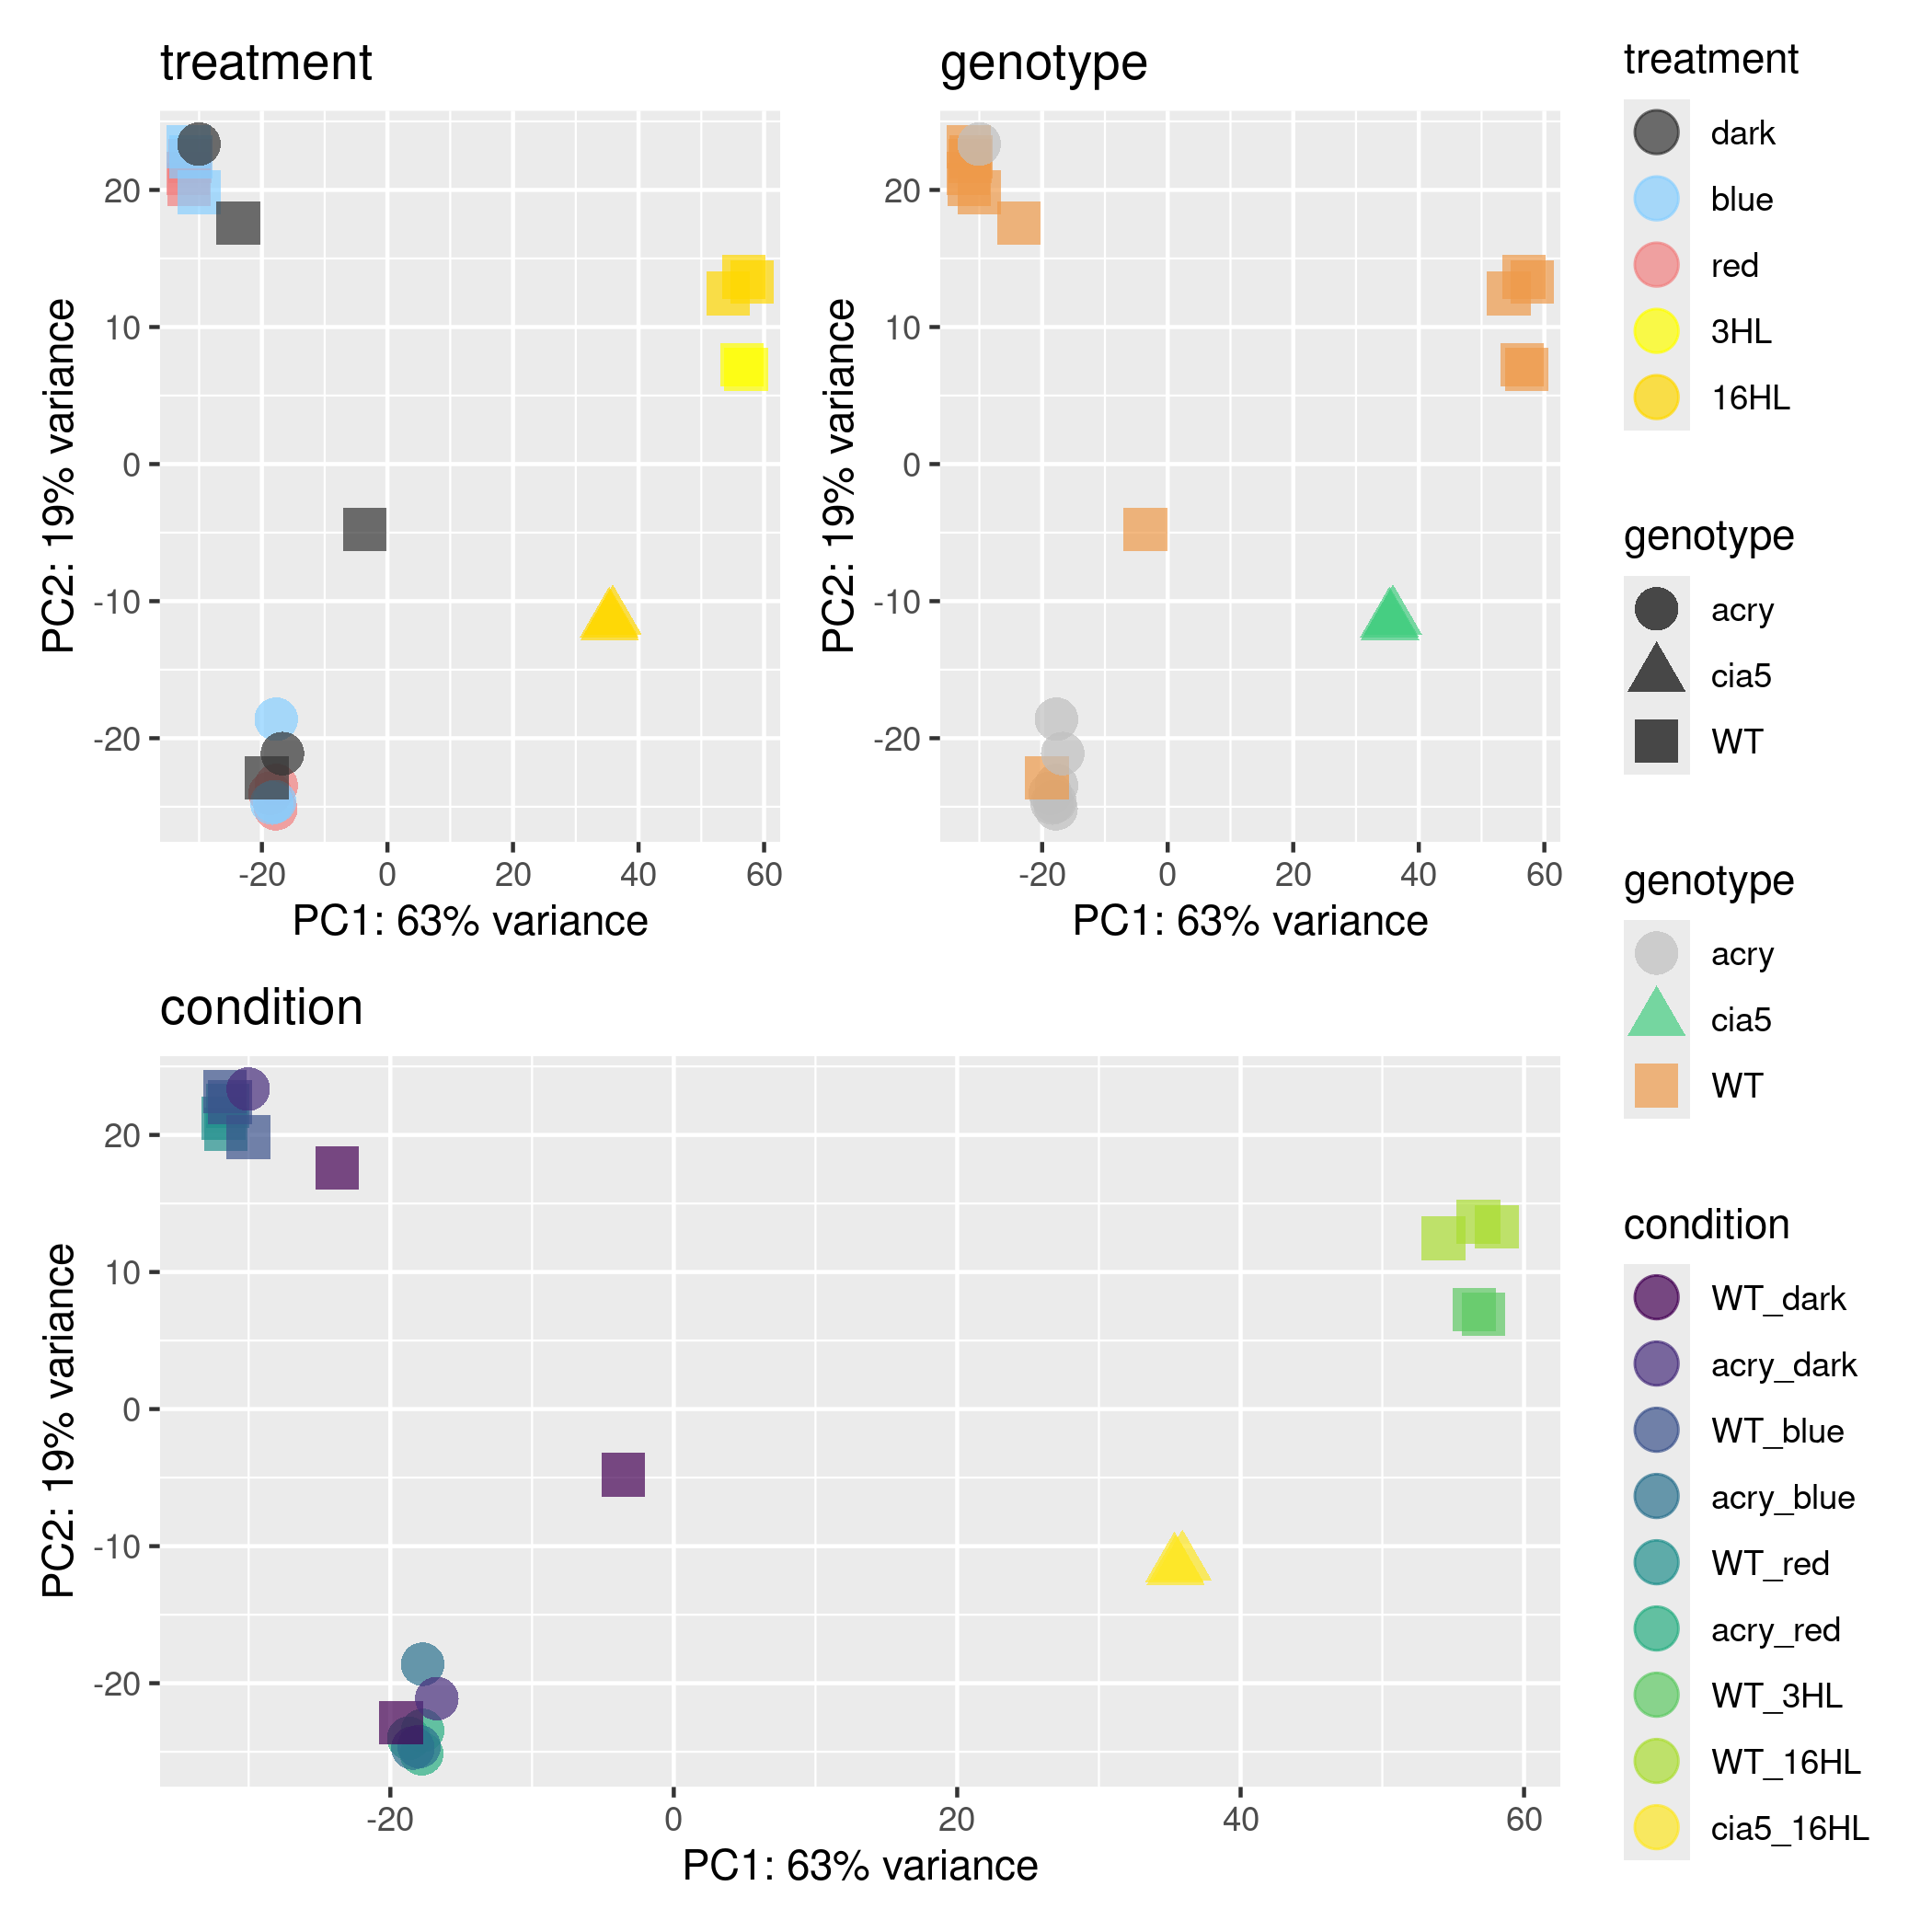 treatment
20
10
0
-10
-20
-20 0 20 40 60
PC1: 63% variance
PC2: 19% variance
genotype
20
10
0
-10
-20
-20 0 20 40 60
PC1: 63% variance
PC2: 19% variance
condition
20
10
0
-10
-20
-20 0 20 40 60
PC1: 63% variance
PC2: 19% variance
treatment
dark
blue
red
3HL
16HL
genotype
acry
cia5
WT
genotype
acry
cia5
WT
condition
WT_dark
acry_dark
WT_blue
acry_blue
WT_red
acry_red
WT_3HL
WT_16HL
cia5_16HL